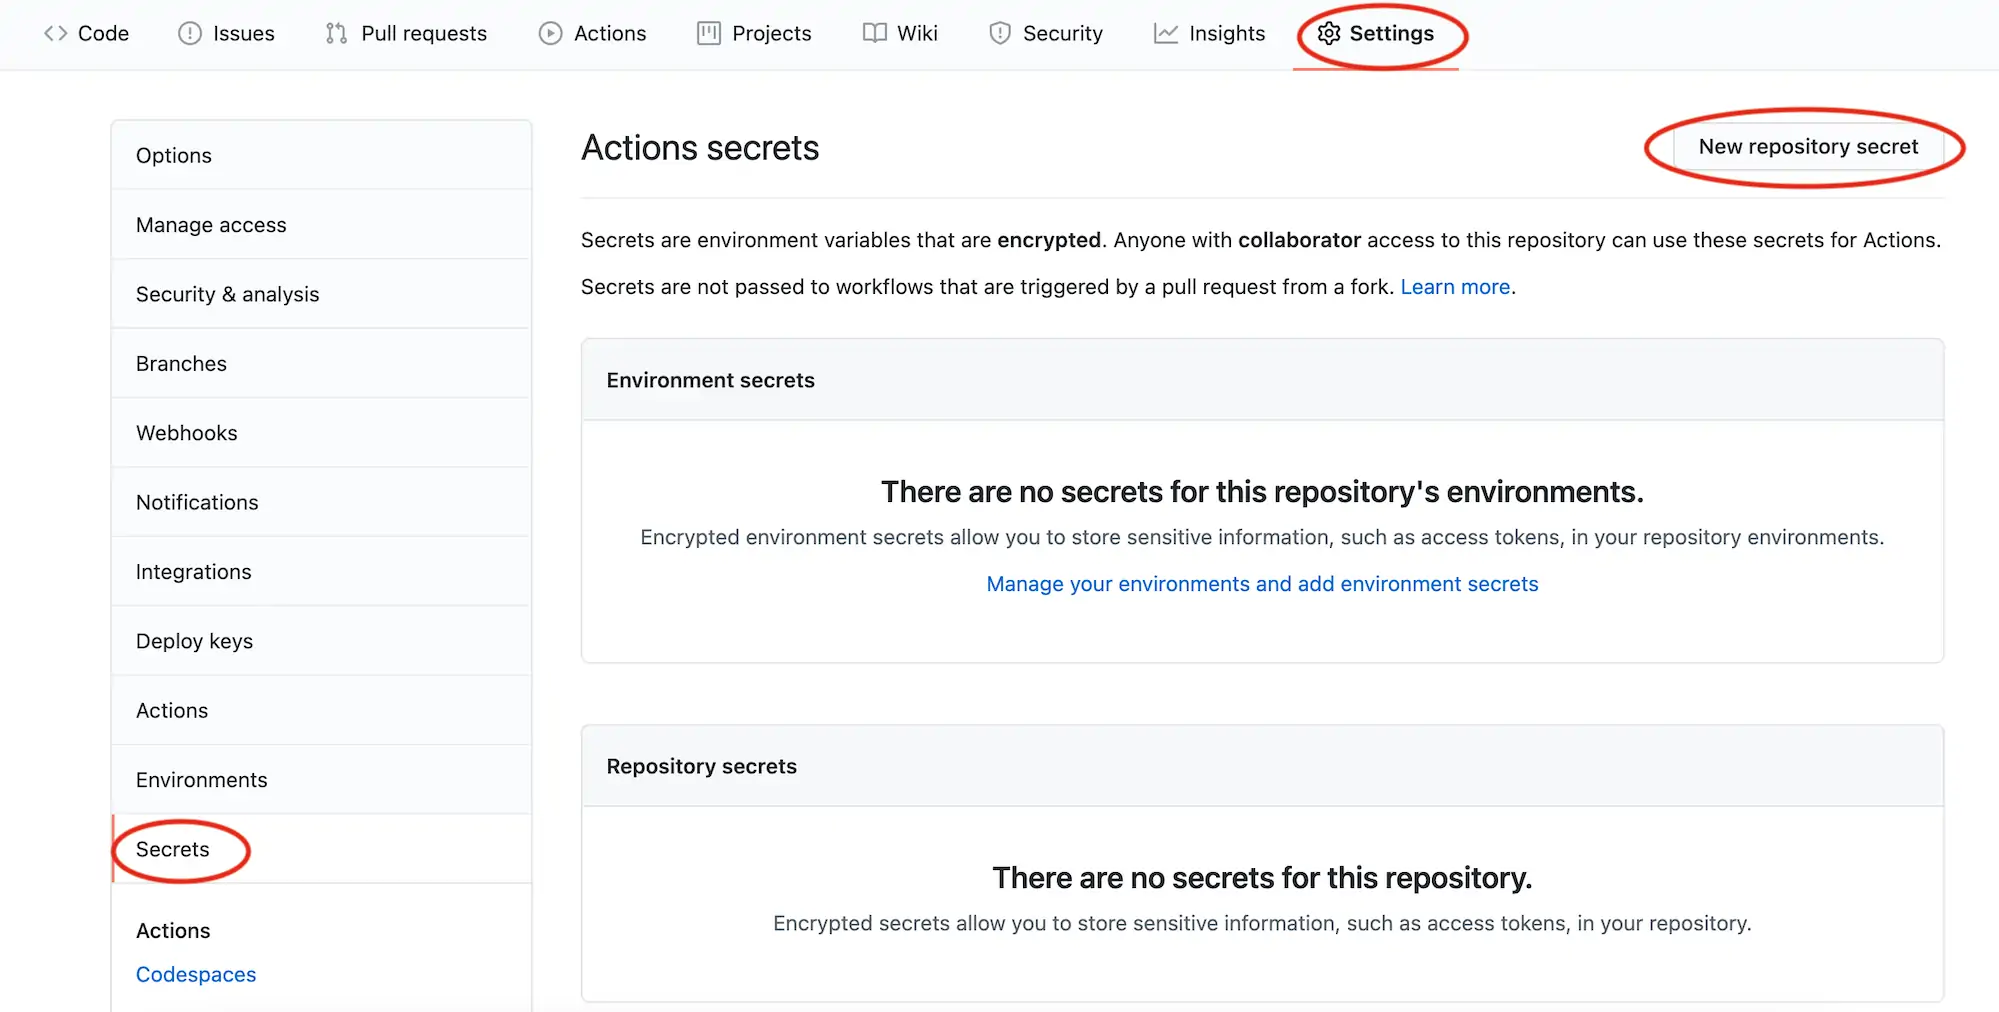 Code Issues Pull requests Actions Projects Wiki Security Insights Settings
Options
Manage access
Security & analysis
Branches
Webhooks
Notifications
Integrations
Deploy keys
Actions
Environments
Secrets
Actions
Codespaces
Actions secrets
New repository secret
Secrets are environment variables that are encrypted. Anyone with collaborator access to this repository can use these secrets for Actions.
Secrets are not passed to workflows that are triggered by a pull request from a fork. Learn more.
Environment secrets
There are no secrets for this repository's environments.
Encrypted environment secrets allow you to store sensitive information, such as access tokens, in your repository environments.
Manage your environments and add environment secrets
Repository secrets
There are no secrets for this repository.
Encrypted secrets allow you to store sensitive information, such as access tokens, in your repository.